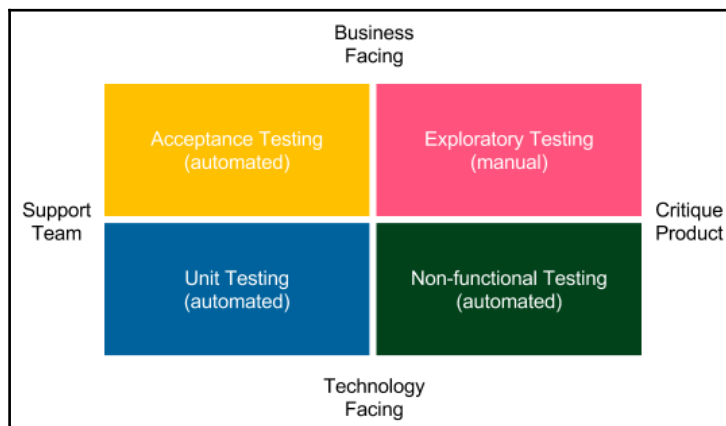 Business
Facing
Acceptance Testing
(automated)
Exploratory Testing
(manual)
Support
Team
Critique
Product
Unit Testing
(automated)
Non-functional Testing
(automated)
Technology
Facing